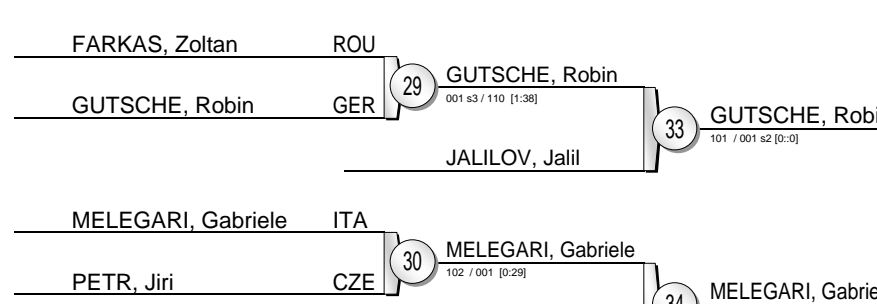 FARKAS, Zoltan ROU
GUTSCHE, Robin GER
29
GUTSCHE, Robin
001 s3 / 110 [1:38]
JALILOV, Jalil
33
GUTSCHE, Robi
101 / 001 s2 [0::0]
MELEGARI, Gabriele ITA
PETR, Jiri CZE
30
MELEGARI, Gabriele
102 / 001 [0:29]
34
MELEGARI, Gabrie